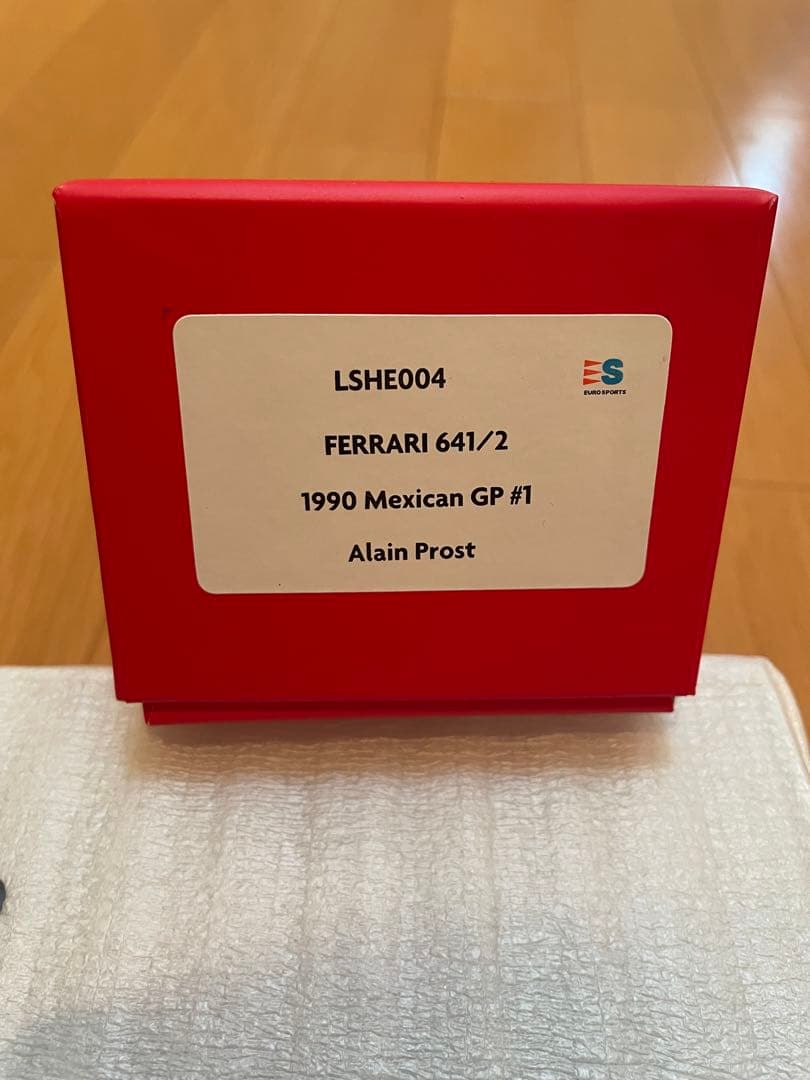 LSHE004
ES
EURO SPORTS
FERRARI 641/2
1990 Mexican GP #1
Alain Prost